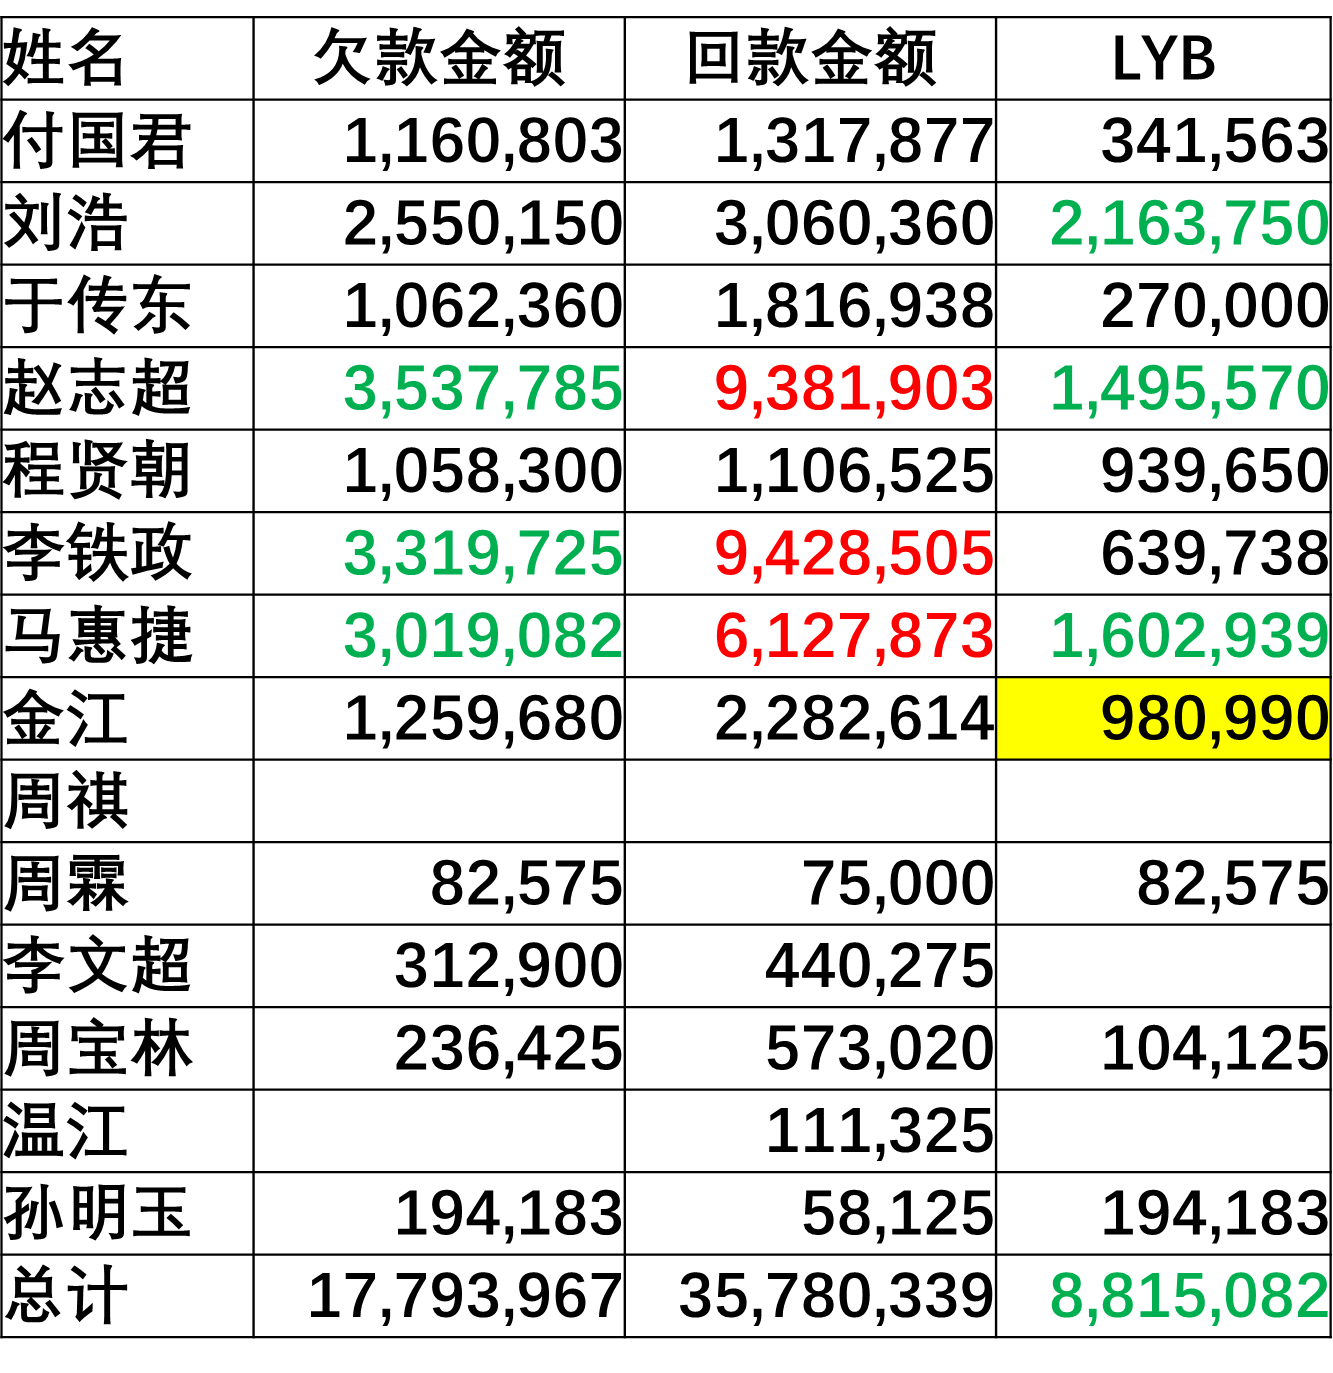 姓名 欠款金额 回款金额 LYB
付国君 1,160,803 1,317,877 341,563
刘浩 2,550,150 3,060,360 2,163,750
于传东 1,062,360 1,816,938 270,000
赵志超 3,537,785 9,381,903 1,495,570
程贤朝 1,058,300 1,106,525 939,650
李铁政 3,319,725 9,428,505 639,738
马惠捷 3,019,082 6,127,873 1,602,939
金江 1,259,680 2,282,614 980,990
周祺
周霖 82,575 75,000 82,575
李文超 312,900 440,275
周宝林 236,425 573,020 104,125
温江 111,325
孙明玉 194,183 58,125 194,183
总计 17,793,967 35,780,339 8,815,082